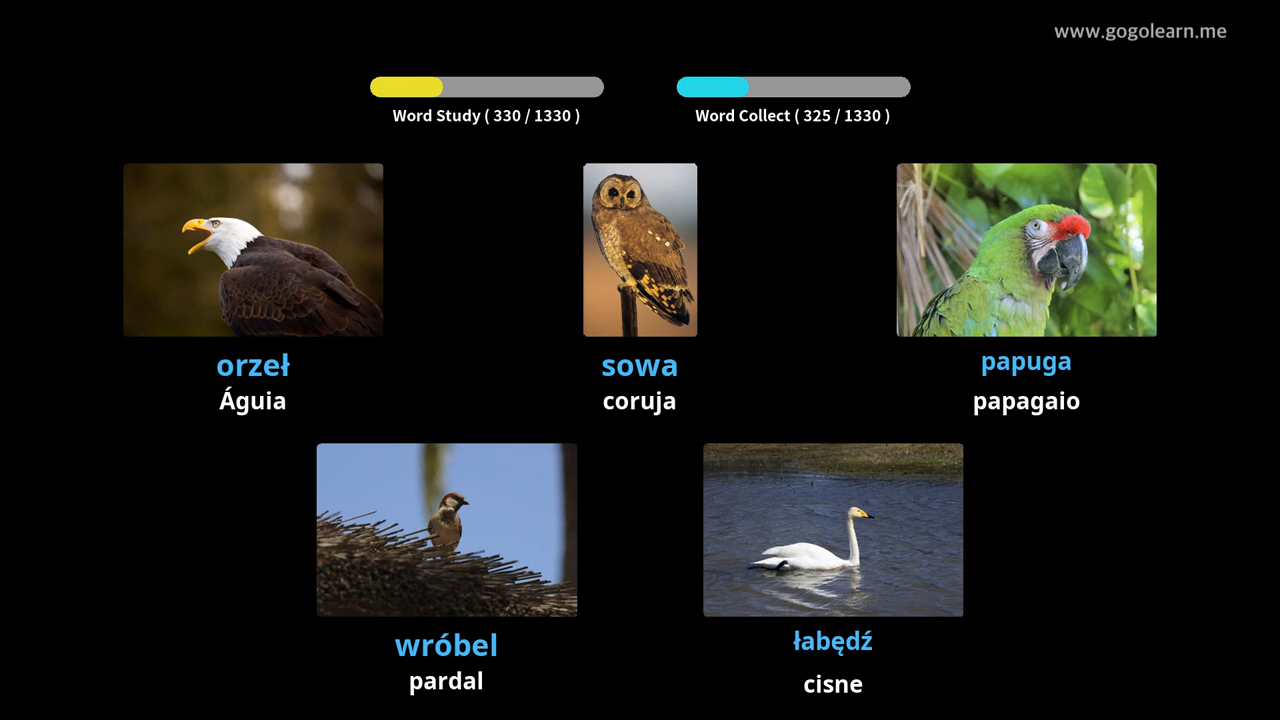 www.gogolearn.me
Word Study ( 330 / 1330 )
Word Collect ( 325 / 1330 )
orzeł
Águia
sowa
coruja
papuga
papagaio
wróbel
pardal
łabędź
cisne